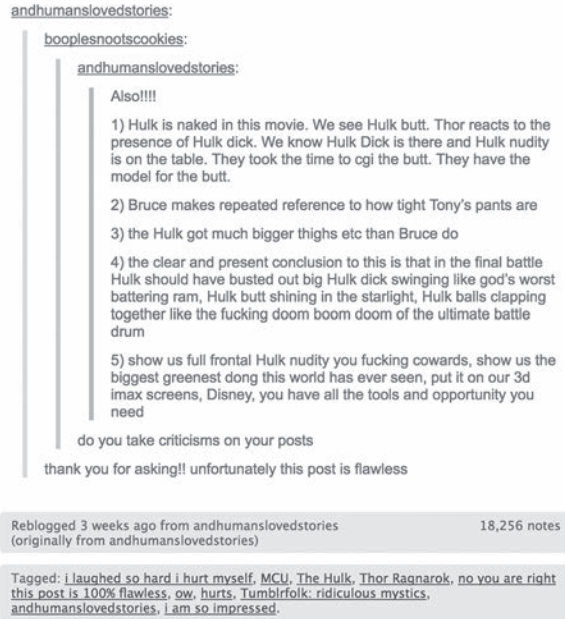 andhumanslovedstories:
booplesnootscookies:
andhumanslovedstories:
Also!!!!
1) Hulk is naked in this movie. We see Hulk butt. Thor reacts to the
presence of Hulk dick. We know Hulk Dick is there and Hulk nudity
is on the table. They took the time to cgi the butt. They have the
model for the butt.
2) Bruce makes repeated reference to how tight Tony's pants are
3) the Hulk got much bigger thighs etc than Bruce do
4) the clear and present conclusion to this is that in the final battle
Hulk should have busted out big Hulk dick swinging like god's worst
battering ram, Hulk butt shining in the starlight, Hulk balls clapping
together like the fucking doom boom doom of the ultimate battle
drum
5) show us full frontal Hulk nudity you fucking cowards, show us the
biggest greenest dong this world has ever seen, put it on our 3d
imax screens, Disney, you have all the tools and opportunity you
need
do you take criticisms on your posts
thank you for asking!! unfortunately this post is flawless
Reblogged 3 weeks ago from andhumanslovedstories 18,256 notes
(originally from andhumanslovedstories)
Tagged: i laughed so hard i hurt myself, MCU, The Hulk, Thor Ragnarok, no you are right
this post is 100% flawless, ow, hurts, Tumblrfolk: ridiculous mystics,
andhumanslovedstories, i am so impressed.